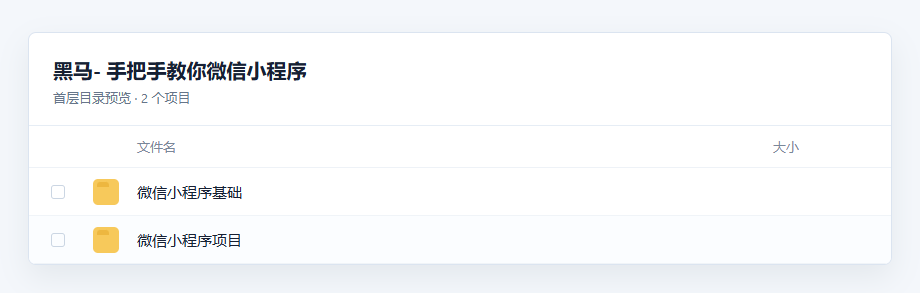 黑马- 手把手教你微信小程序
首层目录预览 · 2 个项目
文件名 大小
微信小程序基础
微信小程序项目